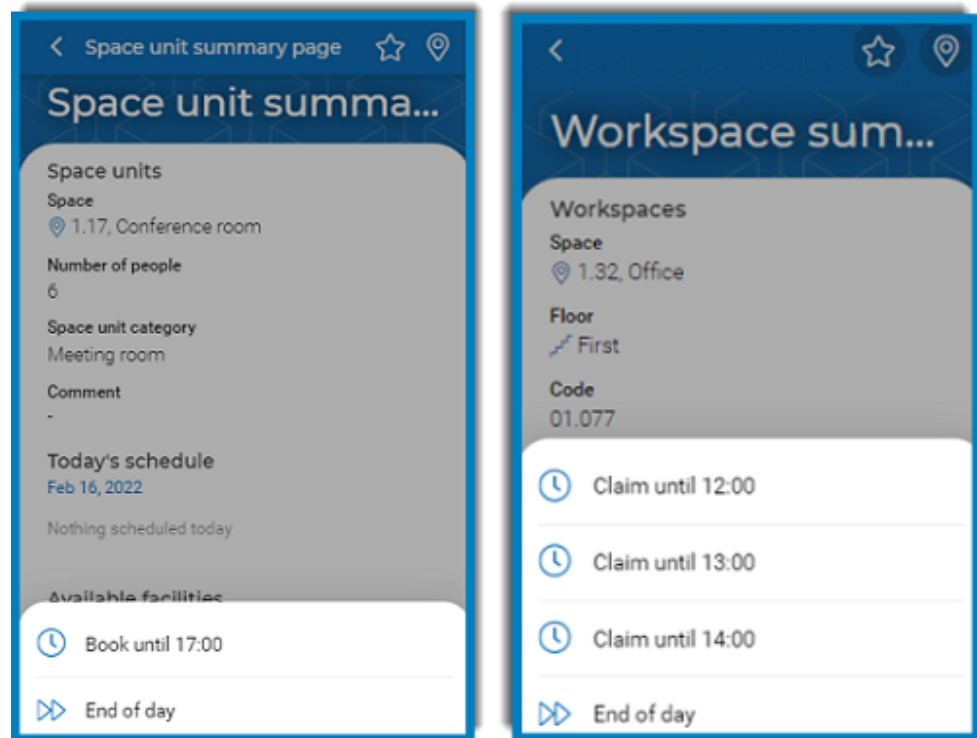 Space unit summary page
Space unit summa...
Space units
Space
1.17, Conference room
Number of people
6
Space unit category
Meeting room
Comment
-
Today's schedule
Feb 16, 2022
Nothing scheduled today
Available facilities
Book until 17:00
End of day
Workspace sum...
Workspaces
Space
1.32, Office
Floor
First
Code
01.077
Claim until 12:00
Claim until 13:00
Claim until 14:00
End of day